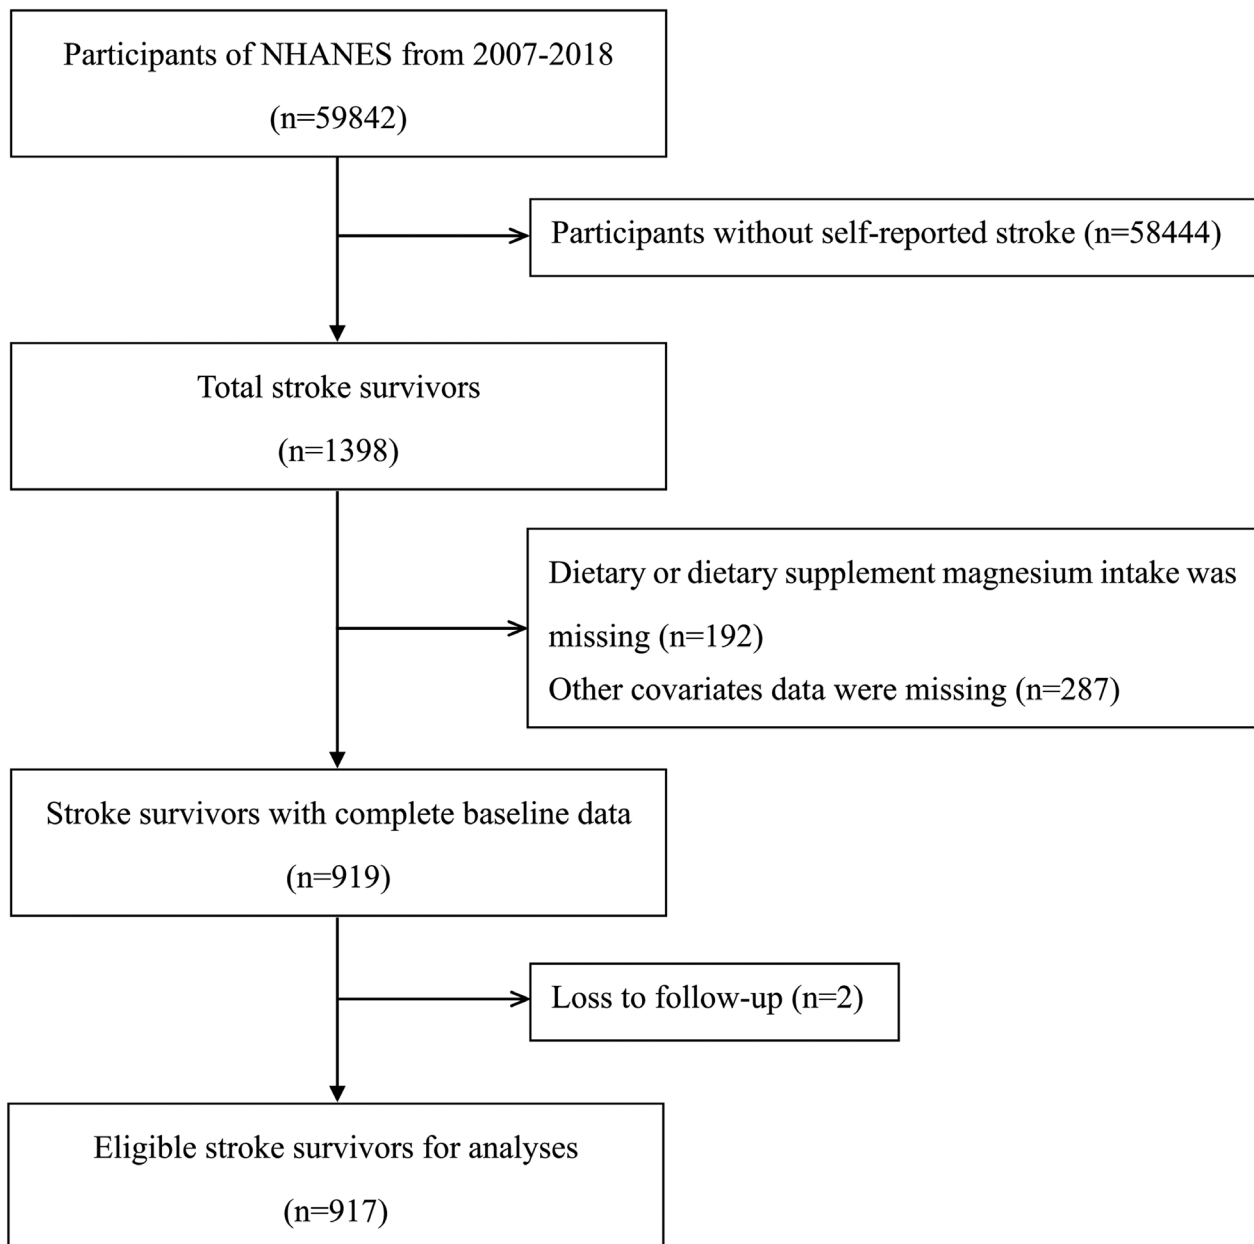 Participants of NHANES from 2007-2018
(n=59842)
Participants without self-reported stroke (n=58444)
Total stroke survivors
(n=1398)
Dietary or dietary supplement magnesium intake was
missing (n=192)
Other covariates data were missing (n=287)
Stroke survivors with complete baseline data
(n=919)
Loss to follow-up (n=2)
Eligible stroke survivors for analyses
(n=917)